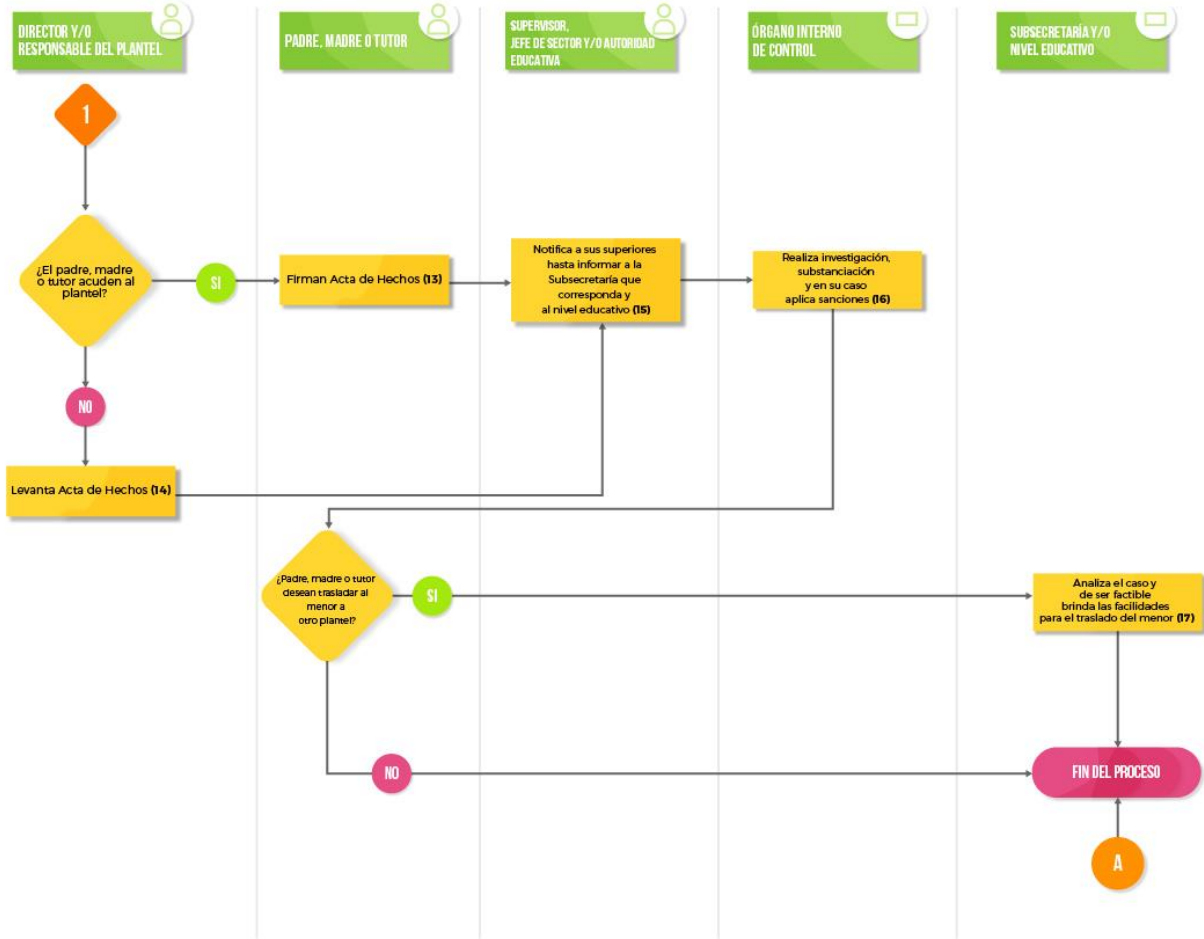 DIRECTOR Y/O
RESPONSABLE DEL PLANTEL
PADRE, MADRE O TUTOR
SUPERVISOR,
JEFE DE SECTOR Y/O AUTORIDAD
EDUCATIVA
ÓRGANO INTERNO
DE CONTROL
SUBSECRETARÍA Y/O
NIVEL EDUCATIVO
1
¿El padre, madre
o tutor acuden al
plantel?
SI
Firman Acta de Hechos (13)
Notifica a sus superiores
hasta informar a la
Subsecretaría que
corresponda y
al nivel educativo (15)
Realiza investigación,
substanciación
y en su caso
aplica sanciones (16)
NO
Levanta Acta de Hechos (14)
¿Padre, madre o tutor
desean trasladar al
menor a
otro plantel?
SI
Analiza el caso y
de ser factible
brinda las facilidades
para el traslado del menor (17)
NO
FIN DEL PROCESO
A